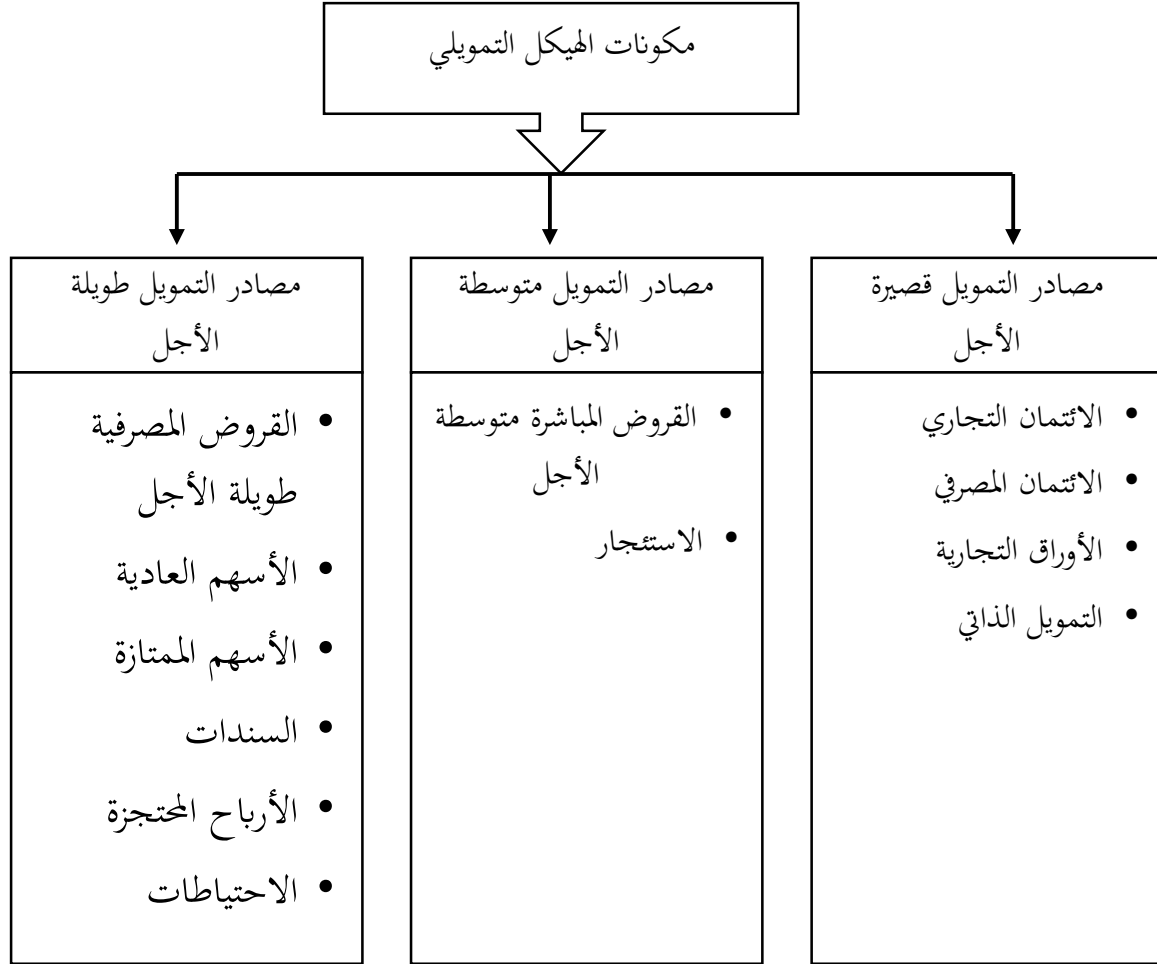 مكونات الهيكل التمويلي
مصادر التمويل قصيرة
الأجل
• الائتمان التجاري
• الائتمان المصرفي
• الأوراق التجارية
• التمويل الذاتي
مصادر التمويل متوسطة
الأجل
• القروض المباشرة متوسطة
الأجل
• الاستئجار
مصادر التمويل طويلة
الأجل
• القروض المصرفية
طويلة الأجل
• الأسهم العادية
• الأسهم الممتازة
• السندات
• الأرباح المحتجزة
• الاحتياطات